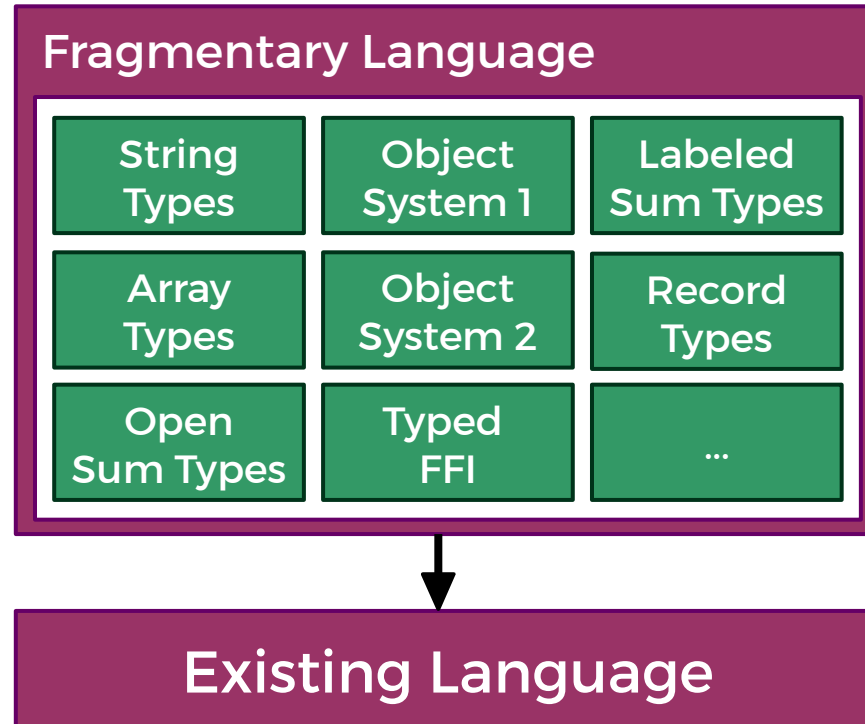 Fragmentary Language
String
Types
Object
System 1
Labeled
Sum Types
Array
Types
Object
System 2
Record
Types
Open
Sum Types
Typed
FFI
...
Existing Language